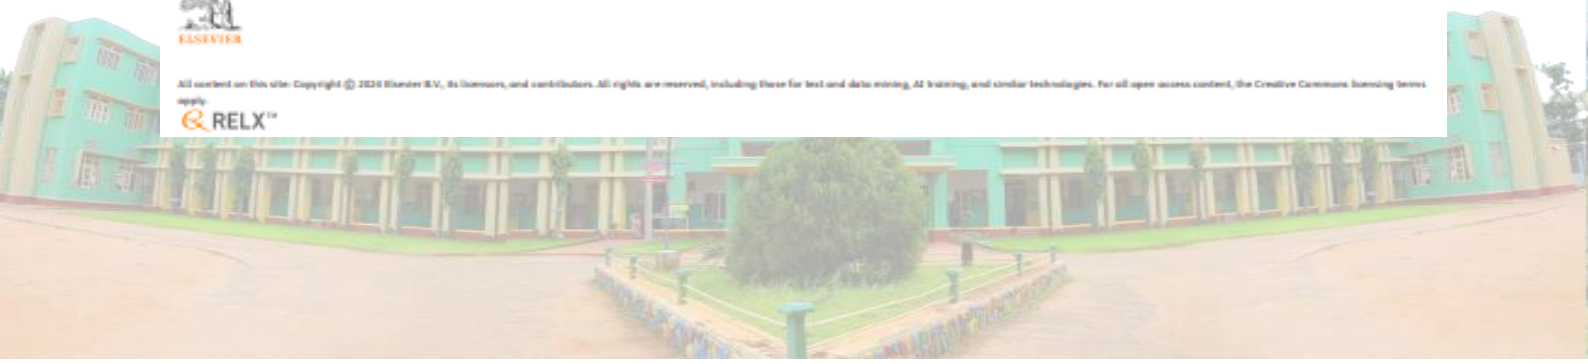 ELSEVIER
All content on this site: Copyright © 2024 Elsevier B.V., its licensors, and contributors. All rights are reserved, including those for text and data mining, AI training, and similar technologies. For all open access content, the Creative Commons licensing terms
apply.
RELX™